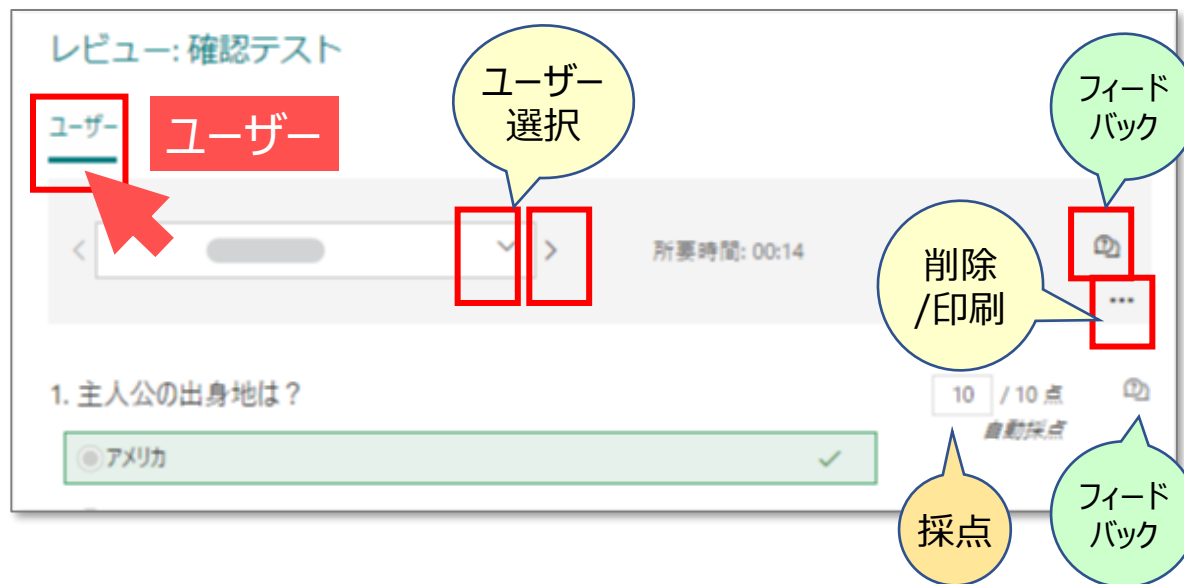 レビュー: 確認テスト
ユーザー
ユーザー
ユーザー
選択
フィード
バック
所要時間: 00:14
削除
/印刷
1. 主人公の出身地は？
10 / 10 点
自動採点
アメリカ
採点
フィード
バック